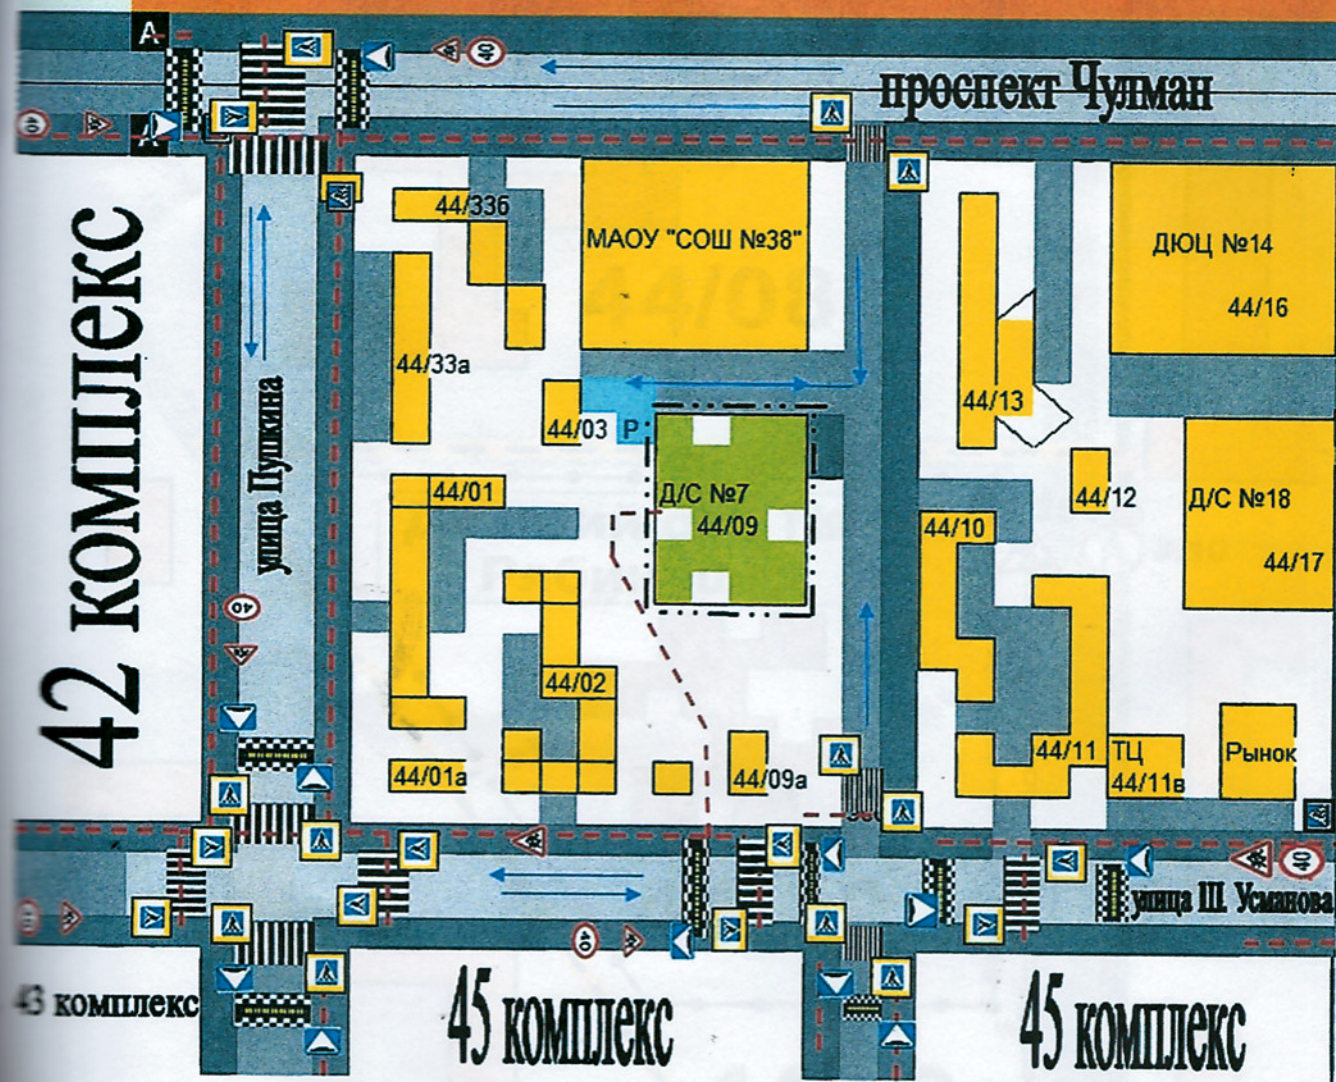 А
40
проспект Чулман
40
А
44/33б
МАОУ "СОШ №38"
ДЮЦ №14
44/16
42 комплекс
улица Пушкина
44/33а
44/03
Р
44/13
44/01
Д/С №7
44/09
44/12
Д/С №18
44/10
44/17
40
44/02
44/01а
44/09а
44/11
ТЦ
44/11в
Рынок
40
улица Ш. Усманова
40
43 комплекс
45 комплекс
45 комплекс